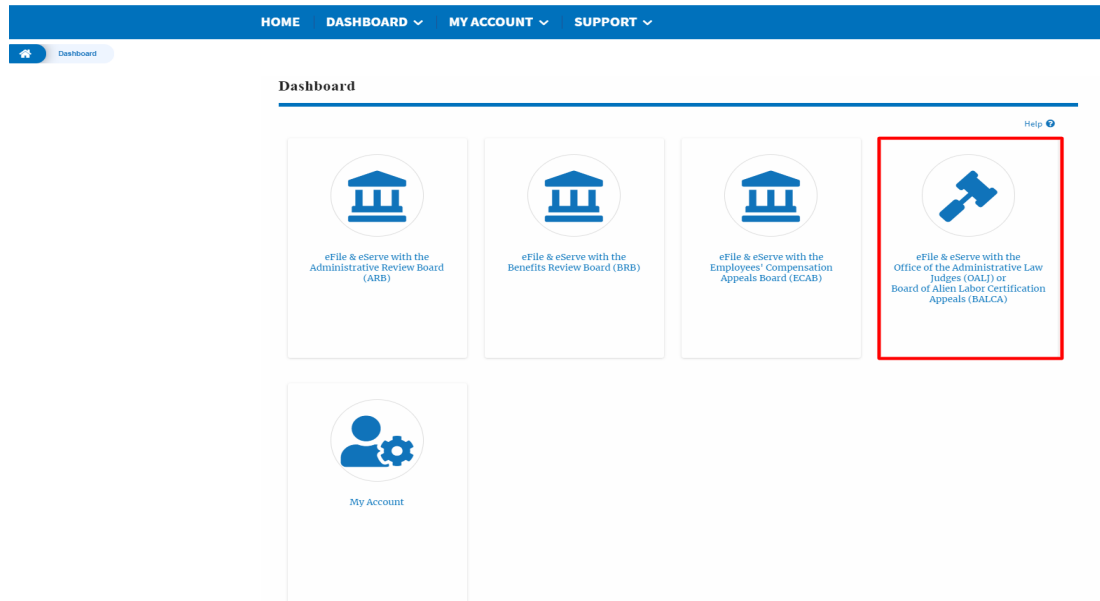 HOME DASHBOARD MY ACCOUNT SUPPORT
Dashboard
Dashboard
Help
eFile & eServe with the
Administrative Review Board
(ARB)
eFile & eServe with the
Benefits Review Board (BRB)
eFile & eServe with the
Employees' Compensation
Appeals Board (ECAB)
eFile & eServe with the
Office of the Administrative Law
Judges (OALJ) or
Board of Alien Labor Certification
Appeals (BALCA)
My Account